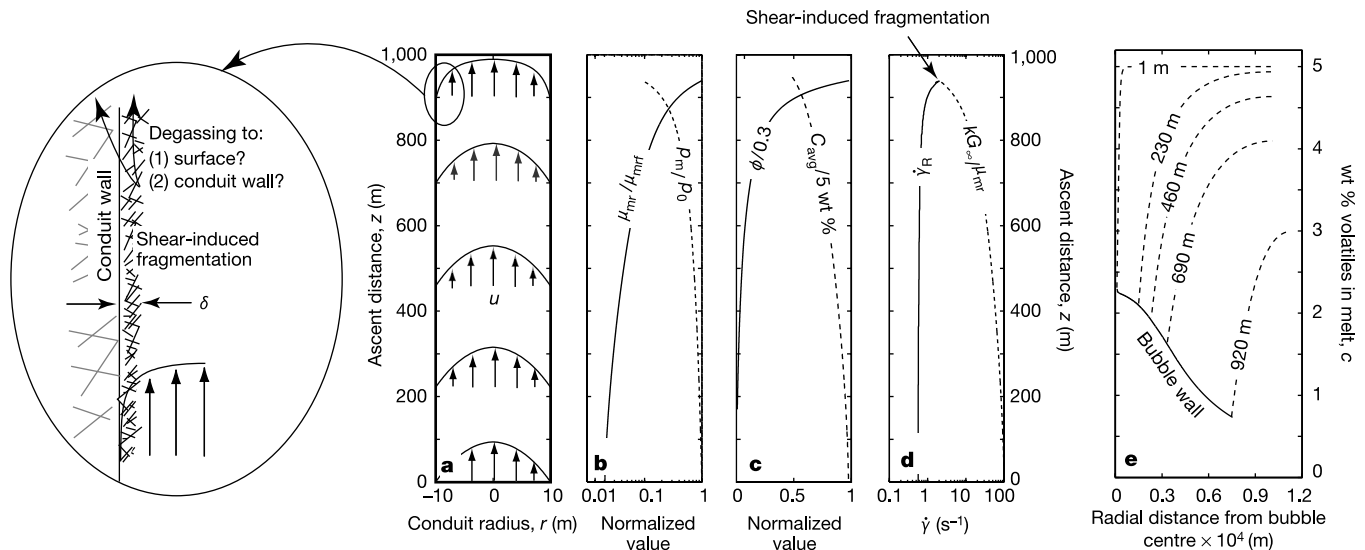 Shear-induced fragmentation
Degassing to:
(1) surface?
(2) conduit wall?
Conduit wall
Shear-induced
fragmentation
δ
Ascent distance, z (m)
1,000
800
600
400
200
0
u
a
–10 0 10
Conduit radius, r (m)
μmr/μmrf
pm/p0
b
0.01 0.1 1
Normalized
value
ϕ/0.3
Cavg/5 wt %
c
0 0.5 1
Normalized
value
γ̇R
kG∞/μmr
d
0.1 1 10 100
γ̇ (s–1)
1,000
800
600
400
200
0
Ascent distance, z (m)
1 m
230 m
460 m
690 m
920 m
Bubble wall
e
0 0.3 0.6 0.9 1.2
Radial distance from bubble
centre × 10⁴ (m)
5
4
3
2
1
0
wt % volatiles in melt, c